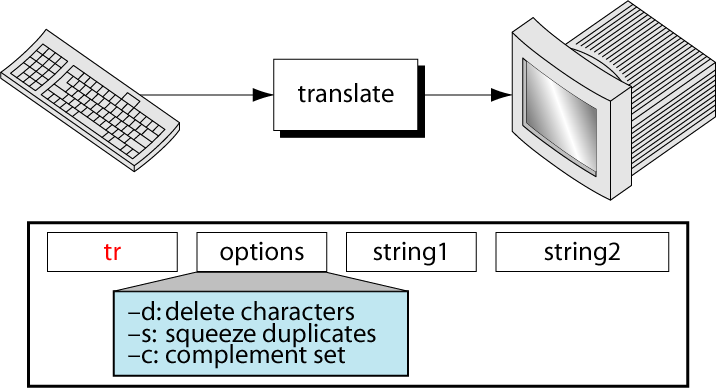 translate
tr options string1 string2
–d: delete characters
–s: squeeze duplicates
–c: complement set